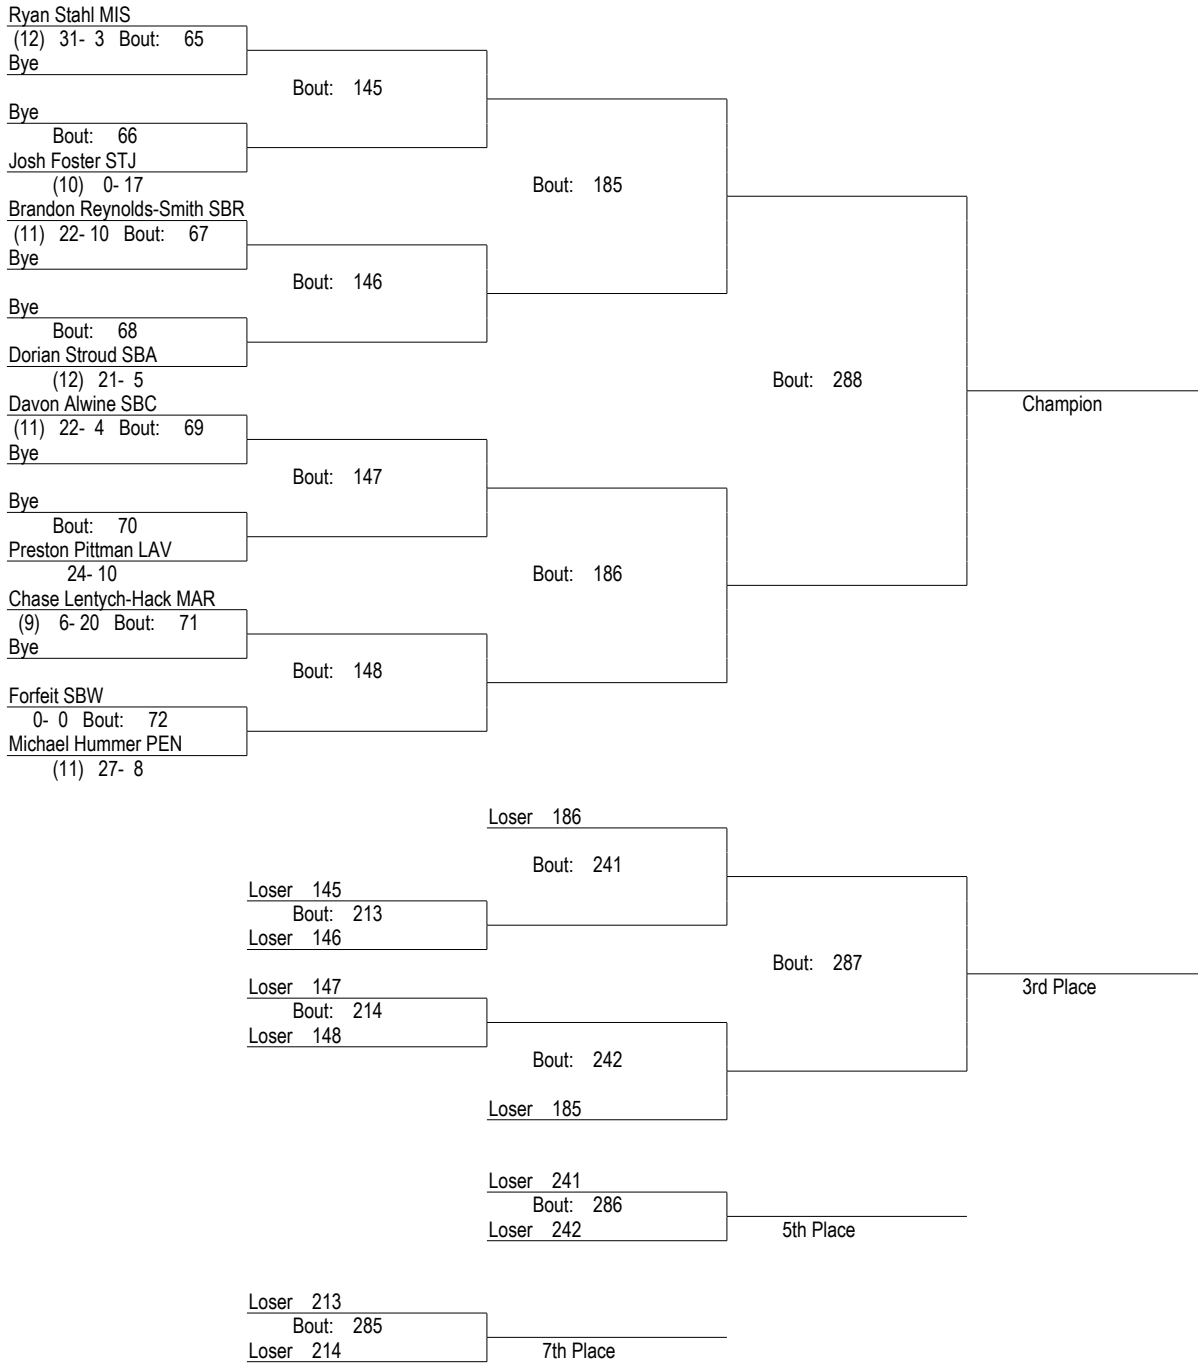 Ryan Stahl MIS
(12) 31- 3 Bout: 65
Bye
Bout: 145
Bye
Bout: 66
Josh Foster STJ
(10) 0- 17
Bout: 185
Brandon Reynolds-Smith SBR
(11) 22- 10 Bout: 67
Bye
Bout: 146
Bye
Bout: 68
Dorian Stroud SBA
(12) 21- 5
Bout: 288
Davon Alwine SBC
Champion
(11) 22- 4 Bout: 69
Bye
Bout: 147
Bye
Bout: 70
Preston Pittman LAV
24- 10
Bout: 186
Chase Lentych-Hack MAR
(9) 6- 20 Bout: 71
Bye
Bout: 148
Forfeit SBW
0- 0 Bout: 72
Michael Hummer PEN
(11) 27- 8
Loser 186
Bout: 241
Loser 145
Bout: 213
Loser 146
Bout: 287
Loser 147
3rd Place
Bout: 214
Loser 148
Bout: 242
Loser 185
Loser 241
Bout: 286
Loser 242
5th Place
Loser 213
Bout: 285
Loser 214
7th Place